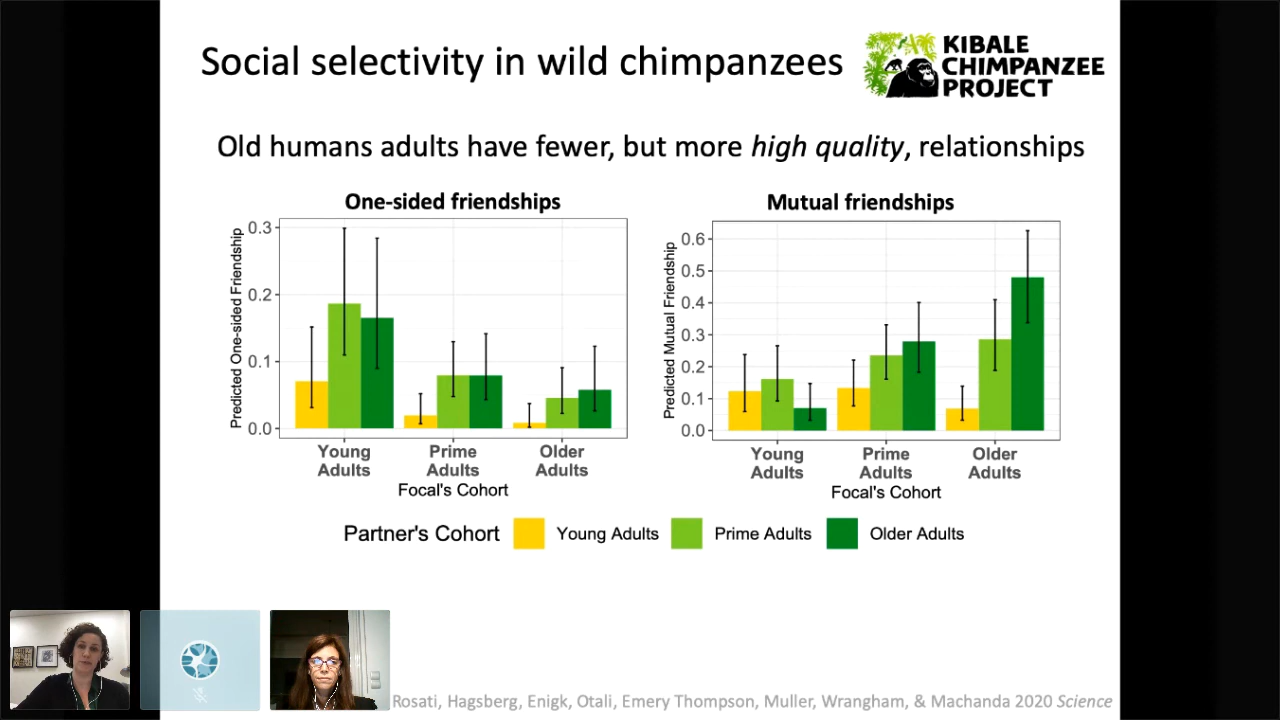 Social selectivity in wild chimpanzees
KIBALE
CHIMPANZEE
PROJECT
Old humans adults have fewer, but more high quality, relationships
One-sided friendships
Predicted One-sided Friendship
0.3
0.2
0.1
0.0
Young
Adults
Prime
Adults
Older
Adults
Focal's Cohort
Mutual friendships
Predicted Mutual Friendship
0.6
0.5
0.4
0.3
0.2
0.1
0.0
Young
Adults
Prime
Adults
Older
Adults
Focal's Cohort
Partner's Cohort Young Adults Prime Adults Older Adults
Rosati, Hagsberg, Enigk, Otali, Emery Thompson, Muller, Wrangham, & Machanda 2020 Science